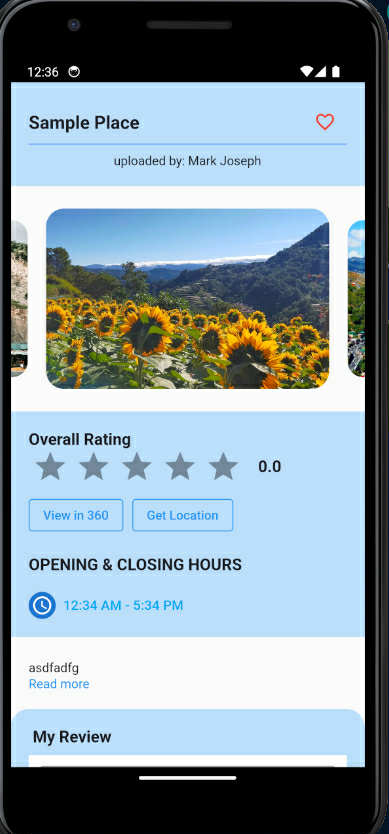 12:36
Sample Place
uploaded by: Mark Joseph
Overall Rating
0.0
View in 360 Get Location
OPENING & CLOSING HOURS
12:34 AM - 5:34 PM
asdfadfg
Read more
My Review